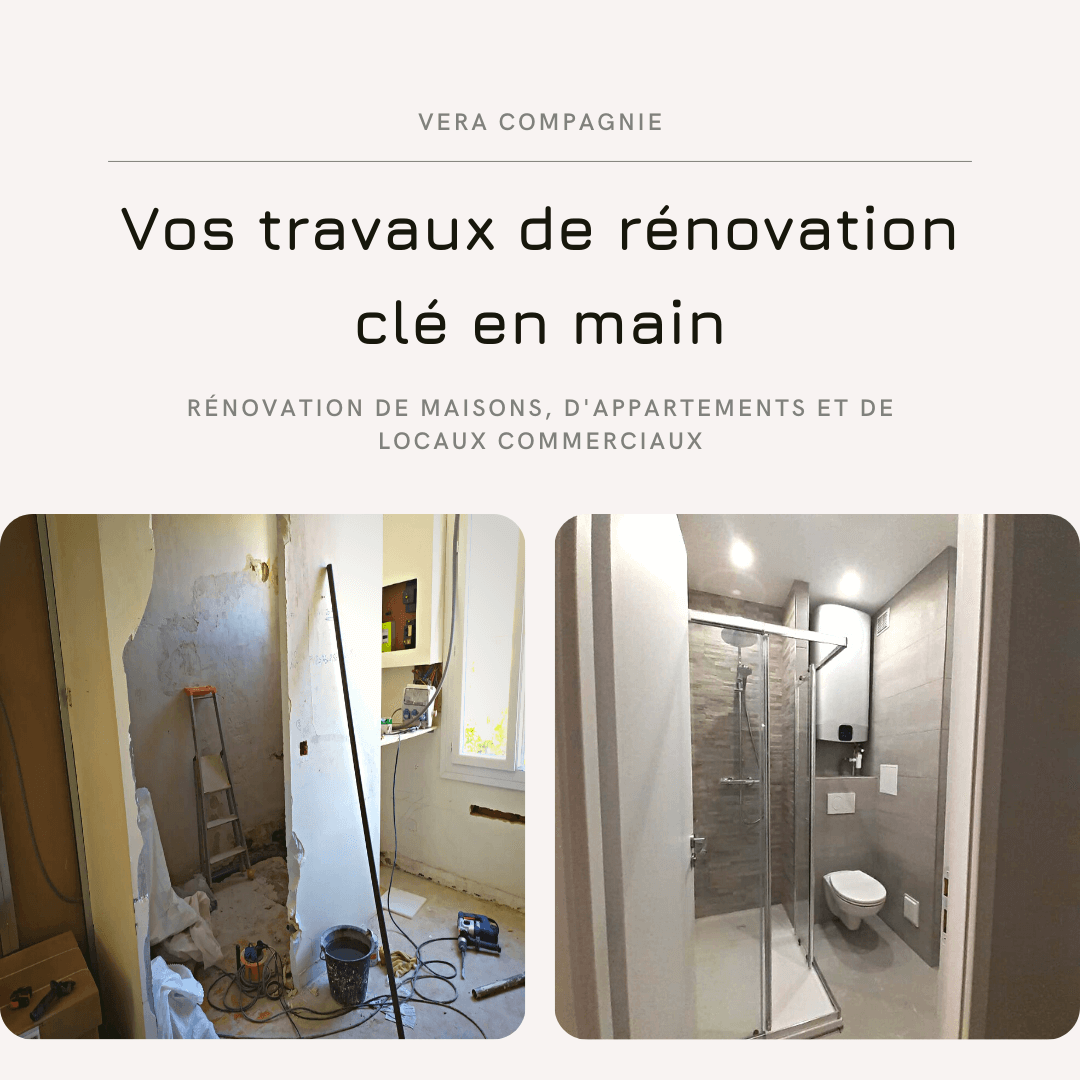 VERA COMPAGNIE
Vos travaux de rénovation
clé en main
RÉNOVATION DE MAISONS, D'APPARTEMENTS ET DE
LOCAUX COMMERCIAUX